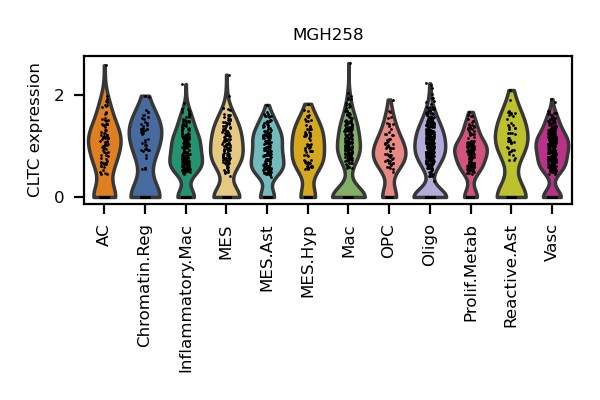 MGH258
CLTC expression
2
0
AC
Chromatin.Reg
Inflammatory.Mac
MES
MES.Ast
MES.Hyp
Mac
OPC
Oligo
Prolif.Metab
Reactive.Ast
Vasc